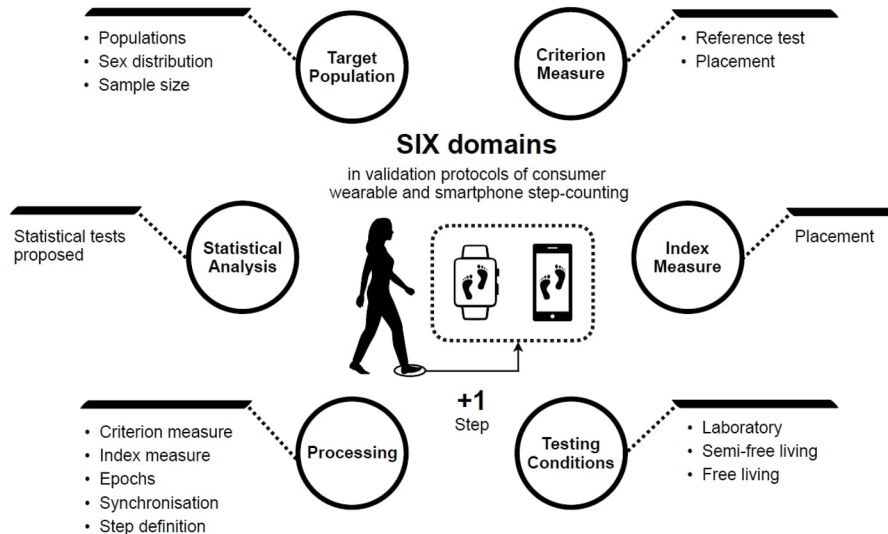 • Populations
• Sex distribution
• Sample size
Target
Population
Criterion
Measure
• Reference test
• Placement
SIX domains
in validation protocols of consumer
wearable and smartphone step-counting
Statistical tests
proposed
Statistical
Analysis
Index
Measure
Placement
+1
Step
• Criterion measure
• Index measure
• Epochs
• Synchronisation
• Step definition
Processing
Testing
Conditions
• Laboratory
• Semi-free living
• Free living